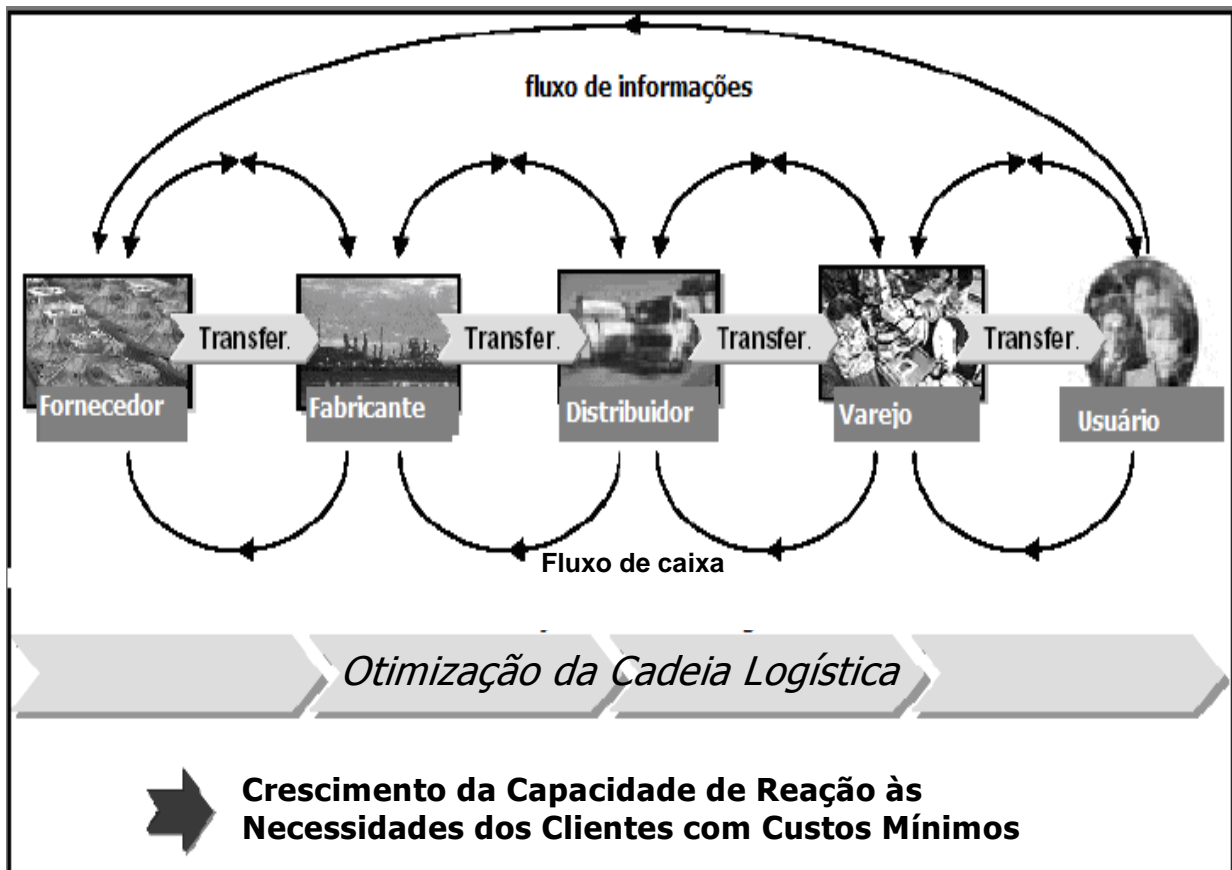 fluxo de informações
Transfer.
Transfer.
Transfer.
Transfer.
Fornecedor
Fabricante
Distribuidor
Varejo
Usuário
Fluxo de caixa
Otimização da Cadeia Logística
Crescimento da Capacidade de Reação às
Necessidades dos Clientes com Custos Mínimos